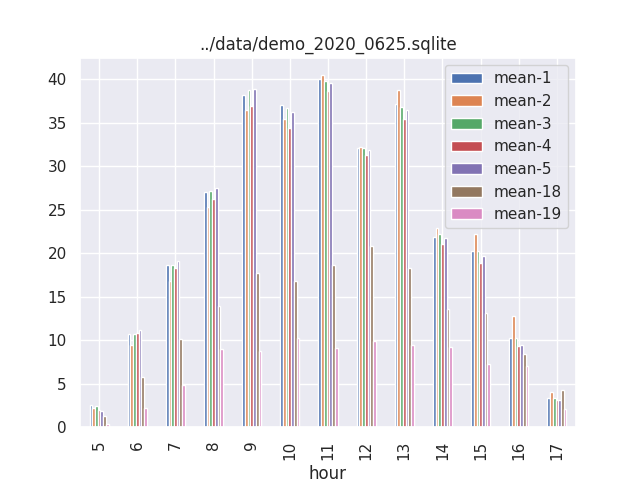 ../data/demo_2020_0625.sqlite
40
35
30
25
20
15
10
5
0
mean-1
mean-2
mean-3
mean-4
mean-5
mean-18
mean-19
5 6 7 8 9 10 11 12 13 14 15 16 17
hour